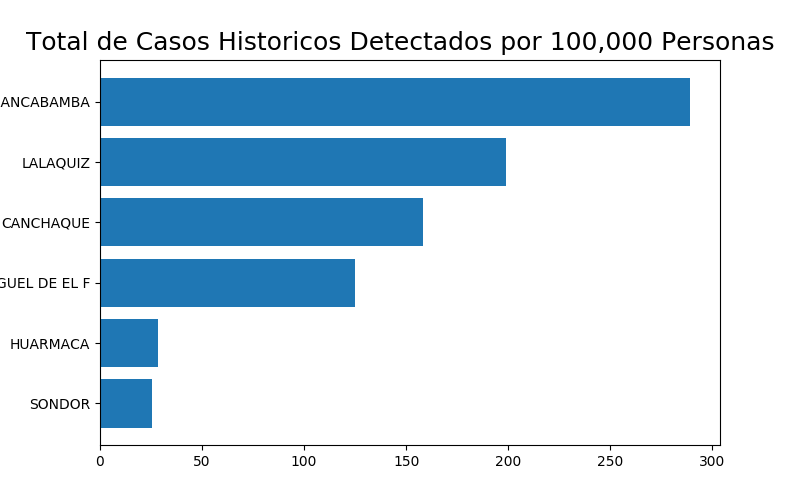 Total de Casos Historicos Detectados por 100,000 Personas
ANCABAMBA
LALAQUIZ
CANCHAQUE
GUEL DE EL F
HUARMACA
SONDOR
0 50 100 150 200 250 300